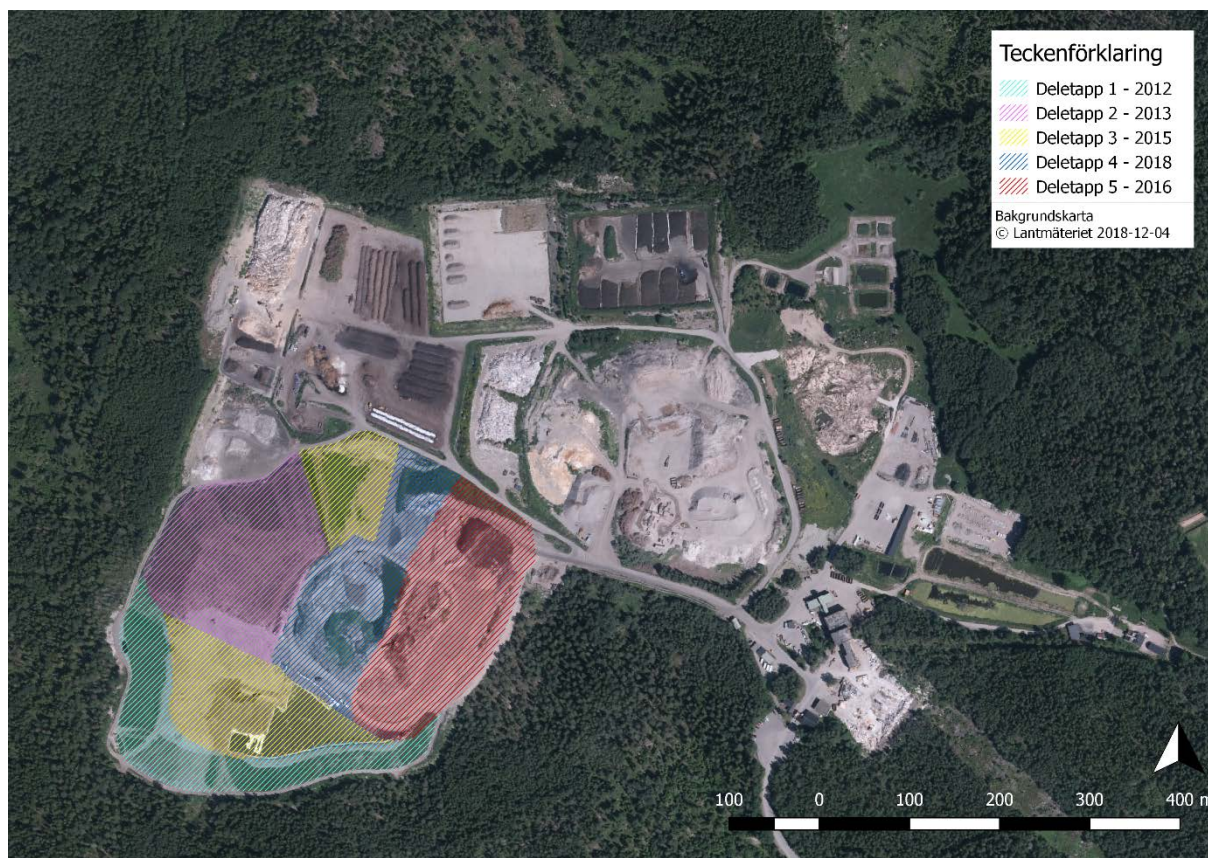 Teckenförklaring
Deletapp 1 - 2012
Deletapp 2 - 2013
Deletapp 3 - 2015
Deletapp 4 - 2018
Deletapp 5 - 2016
Bakgrundskarta
© Lantmäteriet 2018-12-04
100 0 100 200 300 400 m